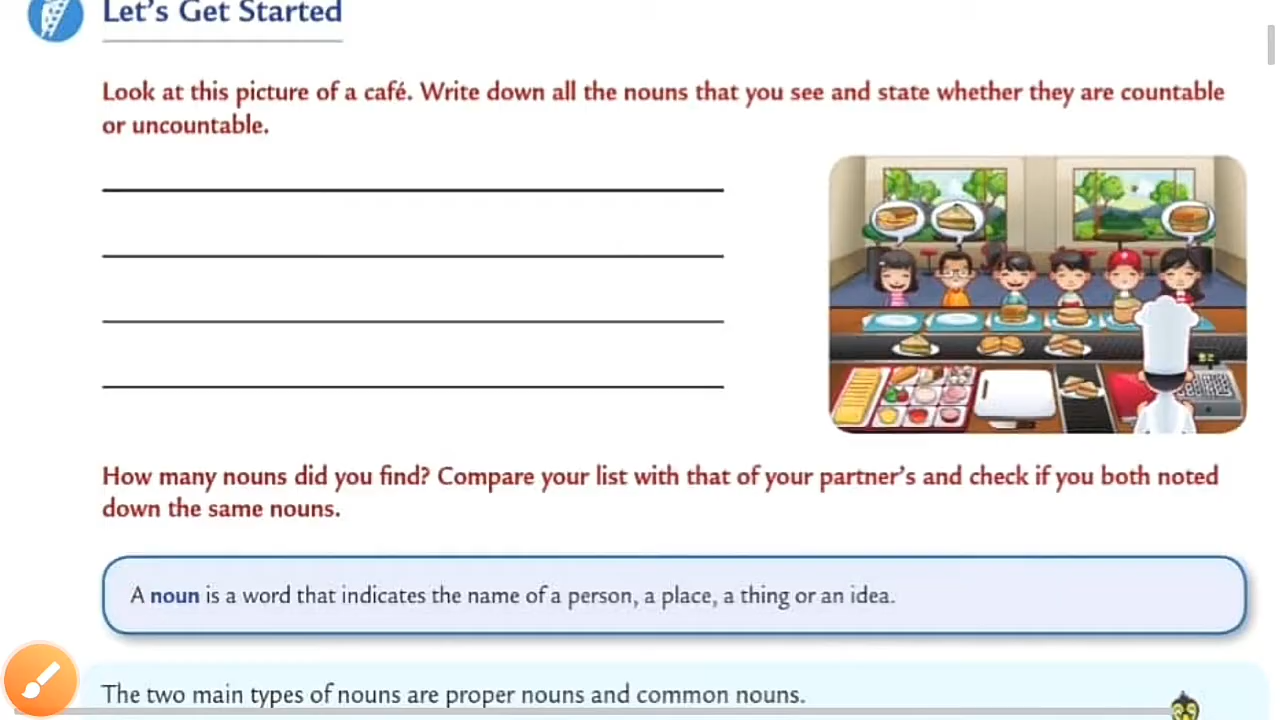 Let's Get Started
Look at this picture of a café. Write down all the nouns that you see and state whether they are countable
or uncountable.
How many nouns did you find? Compare your list with that of your partner's and check if you both noted
down the same nouns.
A noun is a word that indicates the name of a person, a place, a thing or an idea.
The two main types of nouns are proper nouns and common nouns.